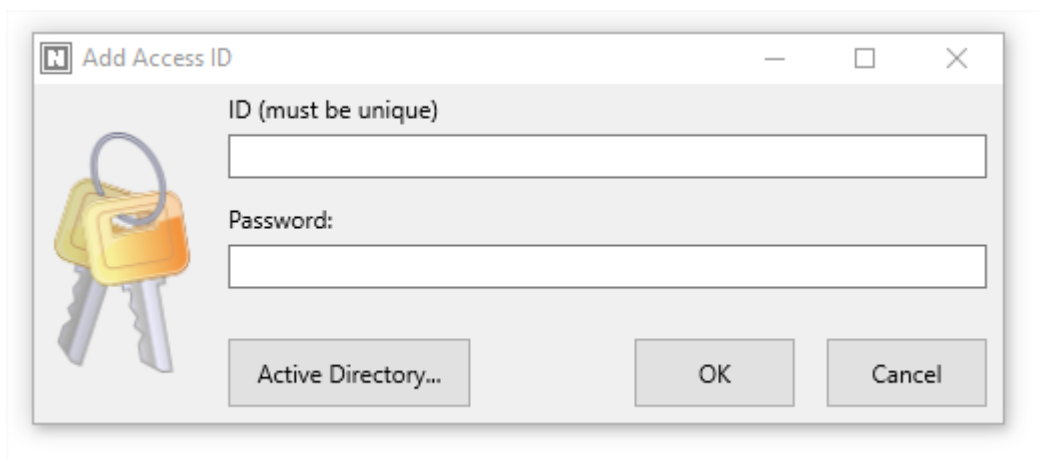 N Add Access ID
ID (must be unique)
Password:
Active Directory... OK Cancel